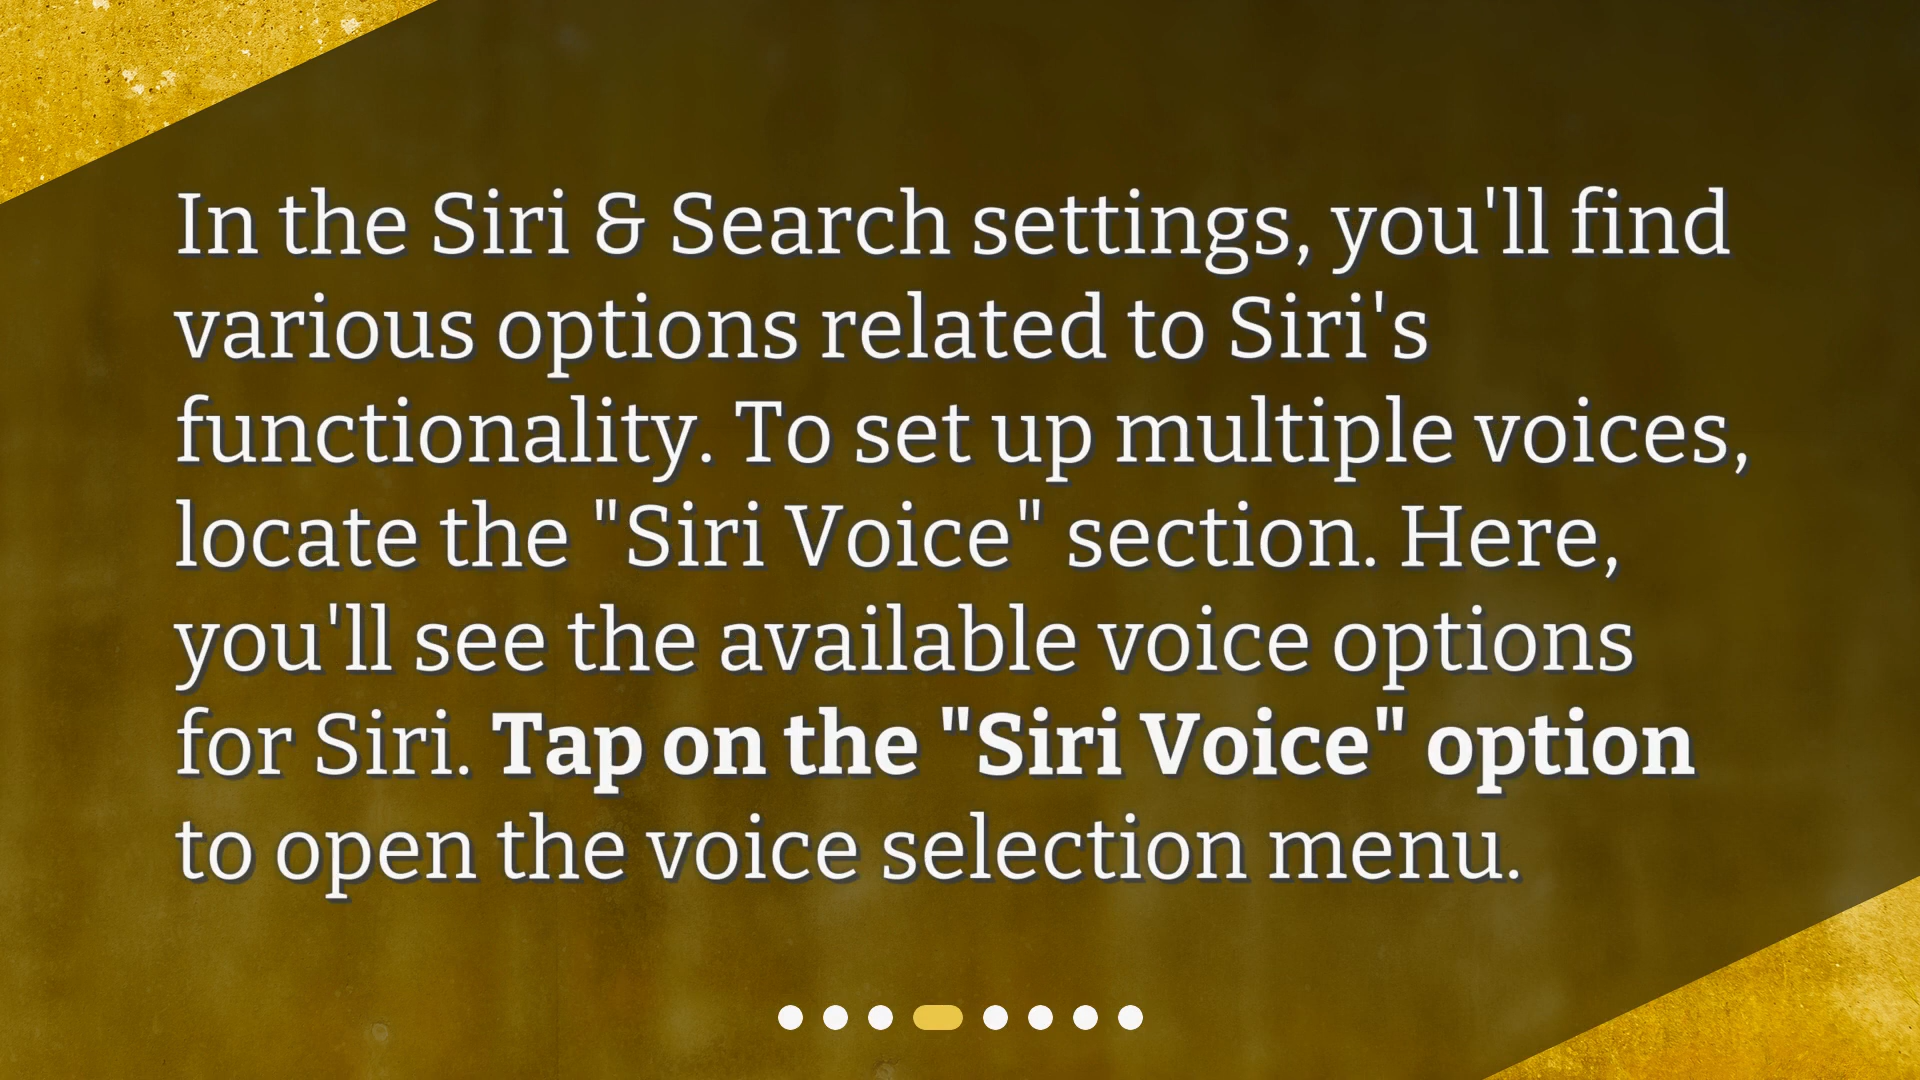 In the Siri & Search settings, you'll find
various options related to Siri's
functionality. To set up multiple voices,
locate the "Siri Voice" section. Here,
you'll see the available voice options
for Siri. Tap on the "Siri Voice" option
to open the voice selection menu.